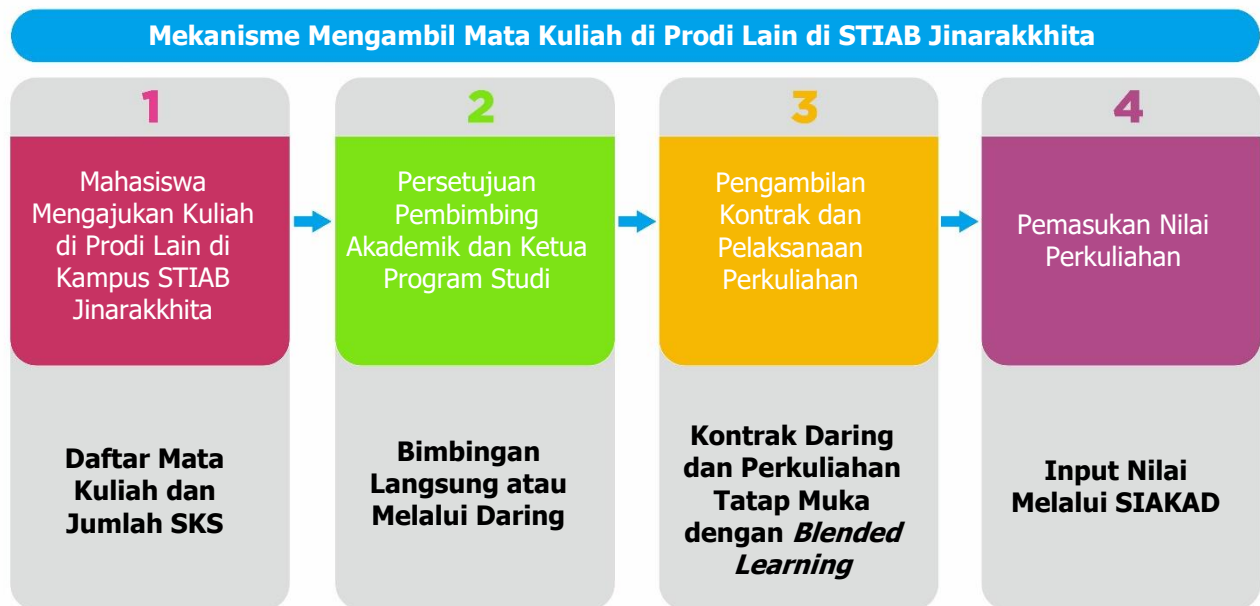 Mekanisme Mengambil Mata Kuliah di Prodi Lain di STIAB Jinarakkhita
1
Mahasiswa
Mengajukan Kuliah
di Prodi Lain di
Kampus STIAB
Jinarakkhita
Daftar Mata
Kuliah dan
Jumlah SKS
2
Persetujuan
Pembimbing
Akademik dan Ketua
Program Studi
Bimbingan
Langsung atau
Melalui Daring
3
Pengambilan
Kontrak dan
Pelaksanaan
Perkuliahan
Kontrak Daring
dan Perkuliahan
Tatap Muka
dengan Blended
Learning
4
Pemasukan Nilai
Perkuliahan
Input Nilai
Melalui SIAKAD